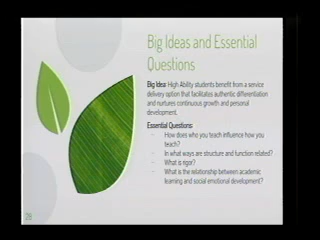 Big Ideas and Essential
Questions
Big Idea: High Ability students benefit from a service
delivery option that facilitates authentic differentiation
and nurtures continuous growth and personal
development.
Essential Questions:
- How does who you teach influence how you
teach?
- In what ways are structure and function related?
- What is rigor?
- What is the relationship between academic
learning and social emotional development?
28